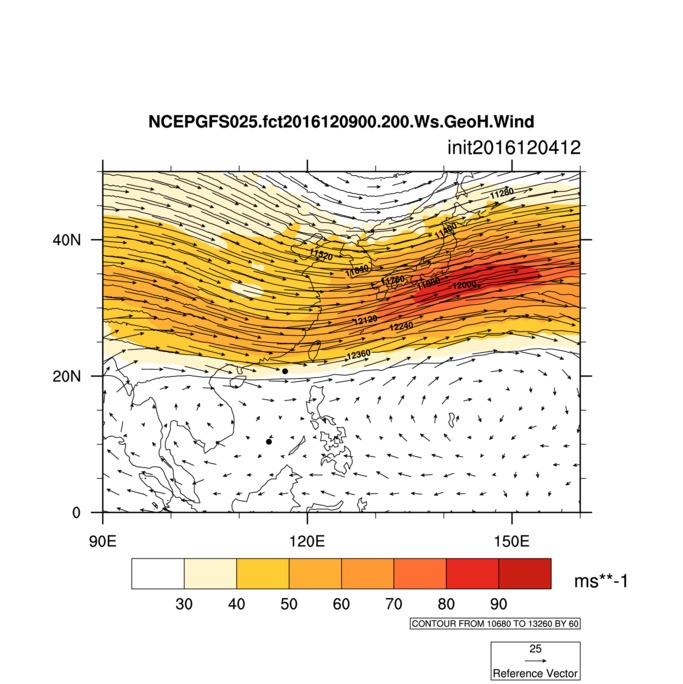 NCEPGFS025.fct2016120900.200.Ws.GeoH.Wind
init2016120412
11280
40N
11400
11520
11640
11760
11880
12000
12120
12240
12360
20N
0
90E
120E
150E
ms**-1
30
40
50
60
70
80
90
CONTOUR FROM 10680 TO 13260 BY 60
25
Reference Vector